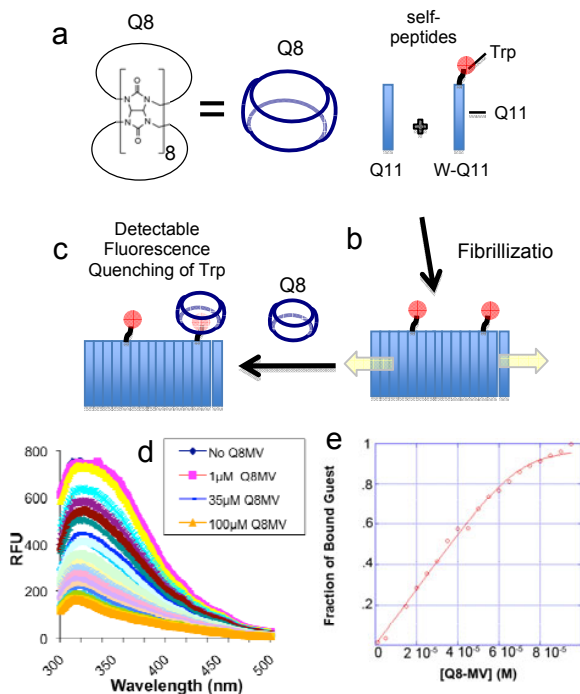 a
Q8
N
N
N
N
O
O
8
=
Q8
self-
peptides
Trp
Q11
Q11
W-Q11
c
Detectable
Fluorescence
Quenching of Trp
Q8
b
Fibrillizatio
d
RFU
800
600
400
200
0
300
350
400
450
500
Wavelength (nm)
No Q8MV
1µM Q8MV
35µM Q8MV
100µM Q8MV
e
Fraction of Bound Guest
1
.8
.6
.4
.2
0
2 10⁻⁵
4 10⁻⁵
6 10⁻⁵
8 10⁻⁵
[Q8-MV] (M)